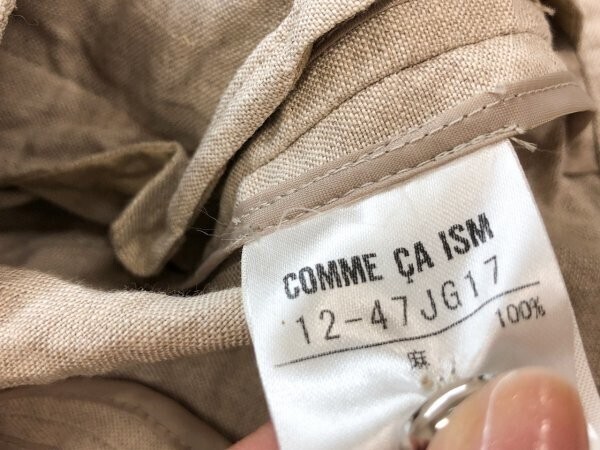 COMME ÇA ISM
12-47JG17
100%
麻